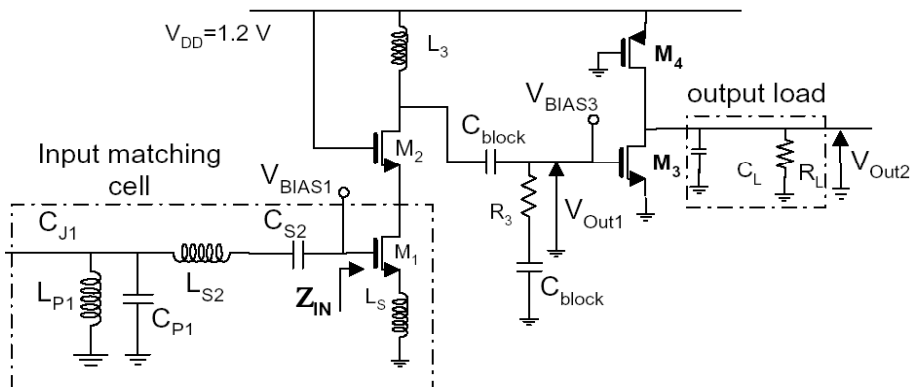 V_DD=1.2 V
L_3
M_4
V_BIAS3
output load
C_block
M_2
M_3
Input matching
cell
V_BIAS1
C_L
R_L
V_Out2
R_3
V_Out1
C_J1
C_S2
M_1
L_S2
L_P1
C_P1
Z_IN
L_S
C_block